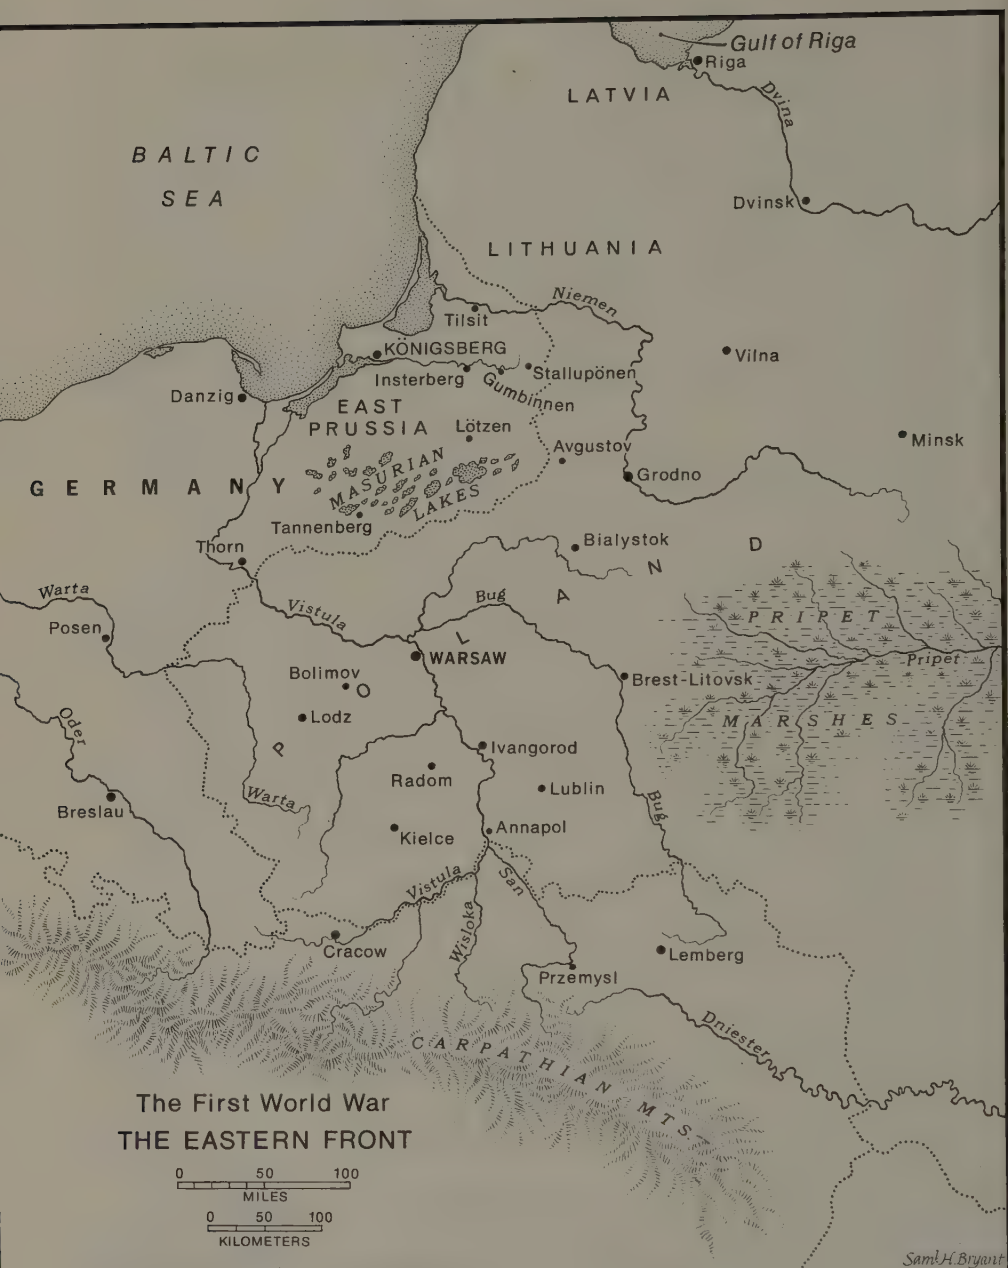 Gulf of Riga
Riga
LATVIA
Dvina
BALTIC
SEA
Dvinsk
LITHUANIA
Niemen
Tilsit
KÖNIGSBERG
Vilna
Insterberg
Stallupönen
Gumbinnen
Danzig
EAST
PRUSSIA
Lötzen
Minsk
Avgustov
MASURIAN
LAKES
Grodno
GERMANY
Tannenberg
Thorn
Bialystok
POLAND
Warta
Vistula
Bug
PRIPET
Posen
WARSAW
Pripet
Bolimov
Brest-Litovsk
Lodz
MARSHES
Oder
Ivangorod
Radom
Lublin
Warta
Bug
Breslau
Annapol
Kielce
Vistula
San
Wisloka
Cracow
Lemberg
Przemysl
Dniester
CARPATHIAN MTS.
The First World War
THE EASTERN FRONT
0 50 100
MILES
0 50 100
KILOMETERS
Saml. H. Bryant